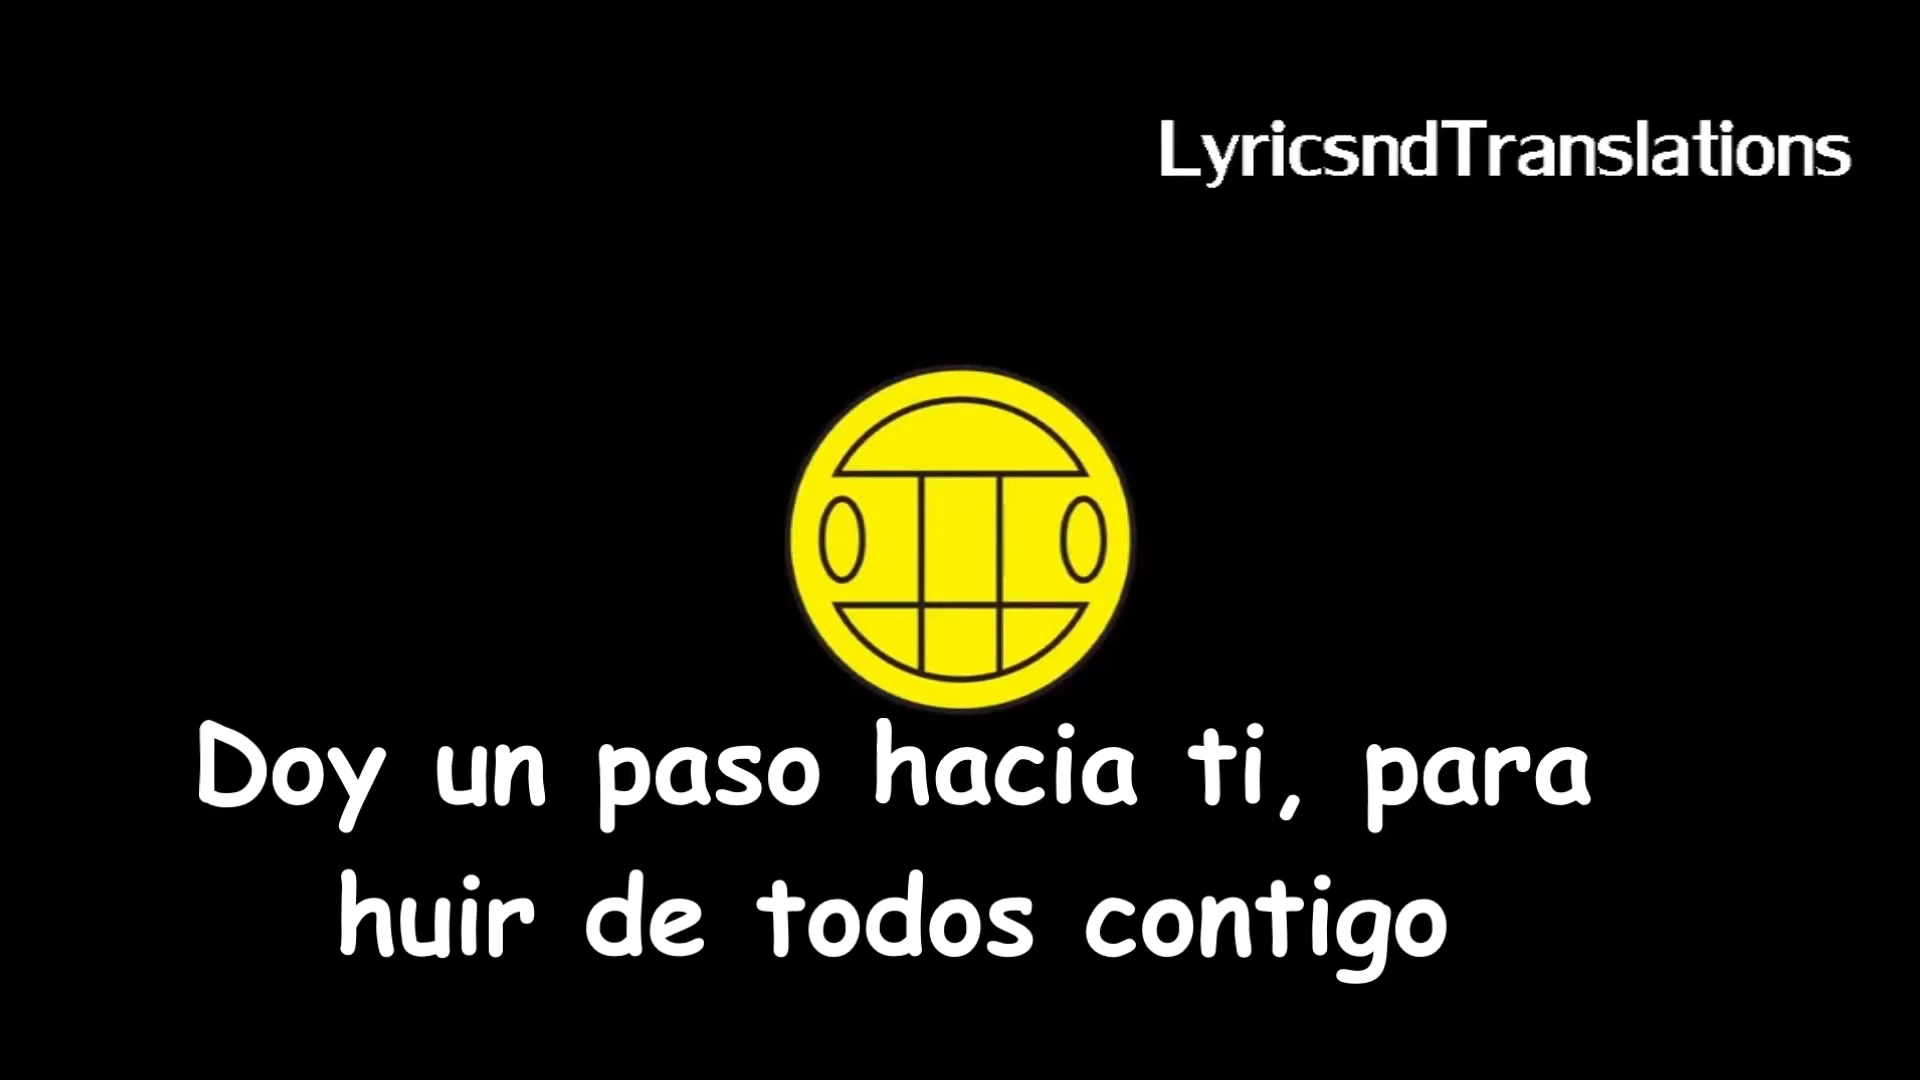 LyricsndTranslations
Doy un paso hacia ti, para
huir de todos contigo